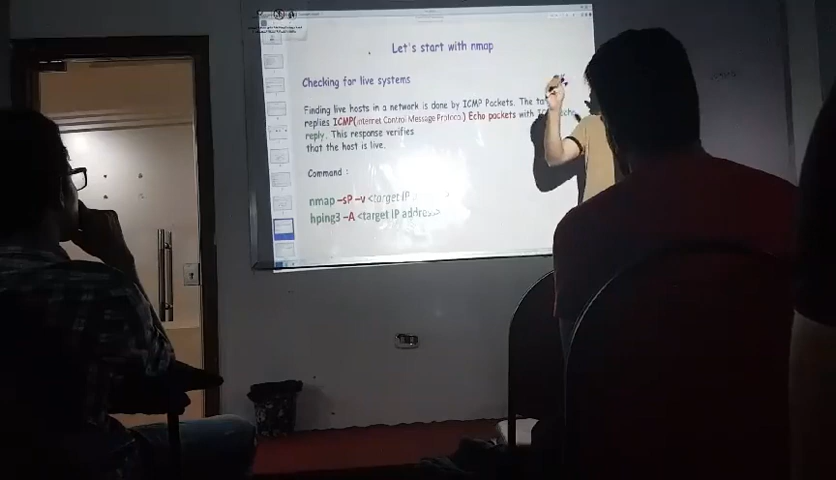 Let's start with nmap
Checking for live systems
Finding live hosts in a network is done by ICMP Packets. The
replies ICMP(Internet Control Message Protocol) Echo packets with
reply. This response verifies
that the host is live.
Command :
nmap -sP -v <target IP
hping3 -A <target IP address>